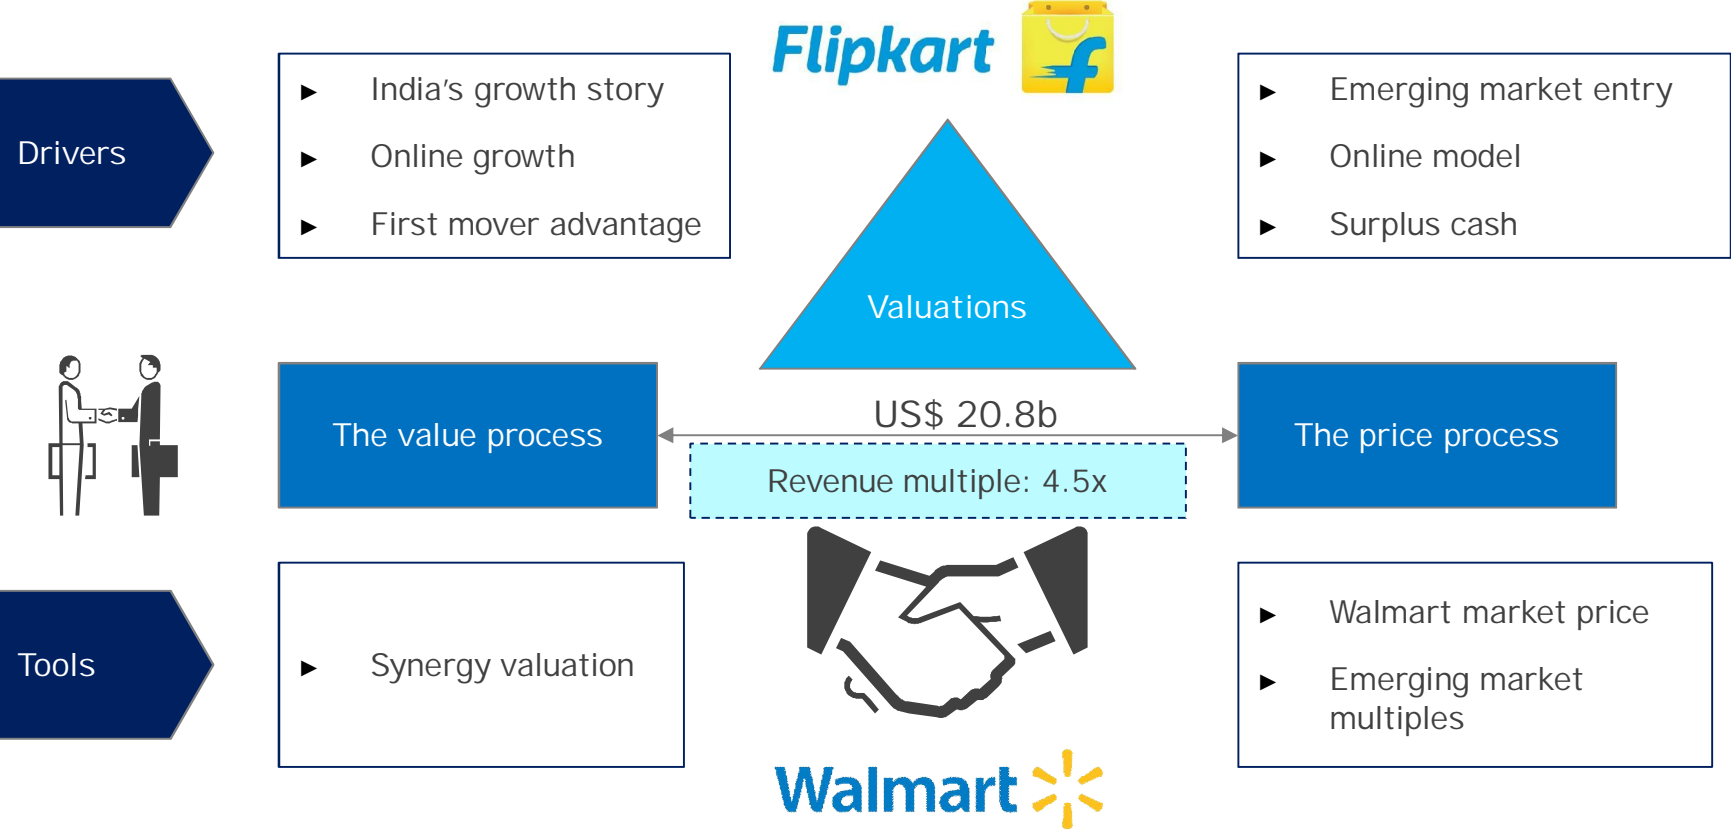 Flipkart
f
Drivers
► India's growth story
► Online growth
► First mover advantage
► Emerging market entry
► Online model
► Surplus cash
Valuations
The value process
US$ 20.8b
Revenue multiple: 4.5x
The price process
Tools
► Synergy valuation
► Walmart market price
► Emerging market
multiples
Walmart